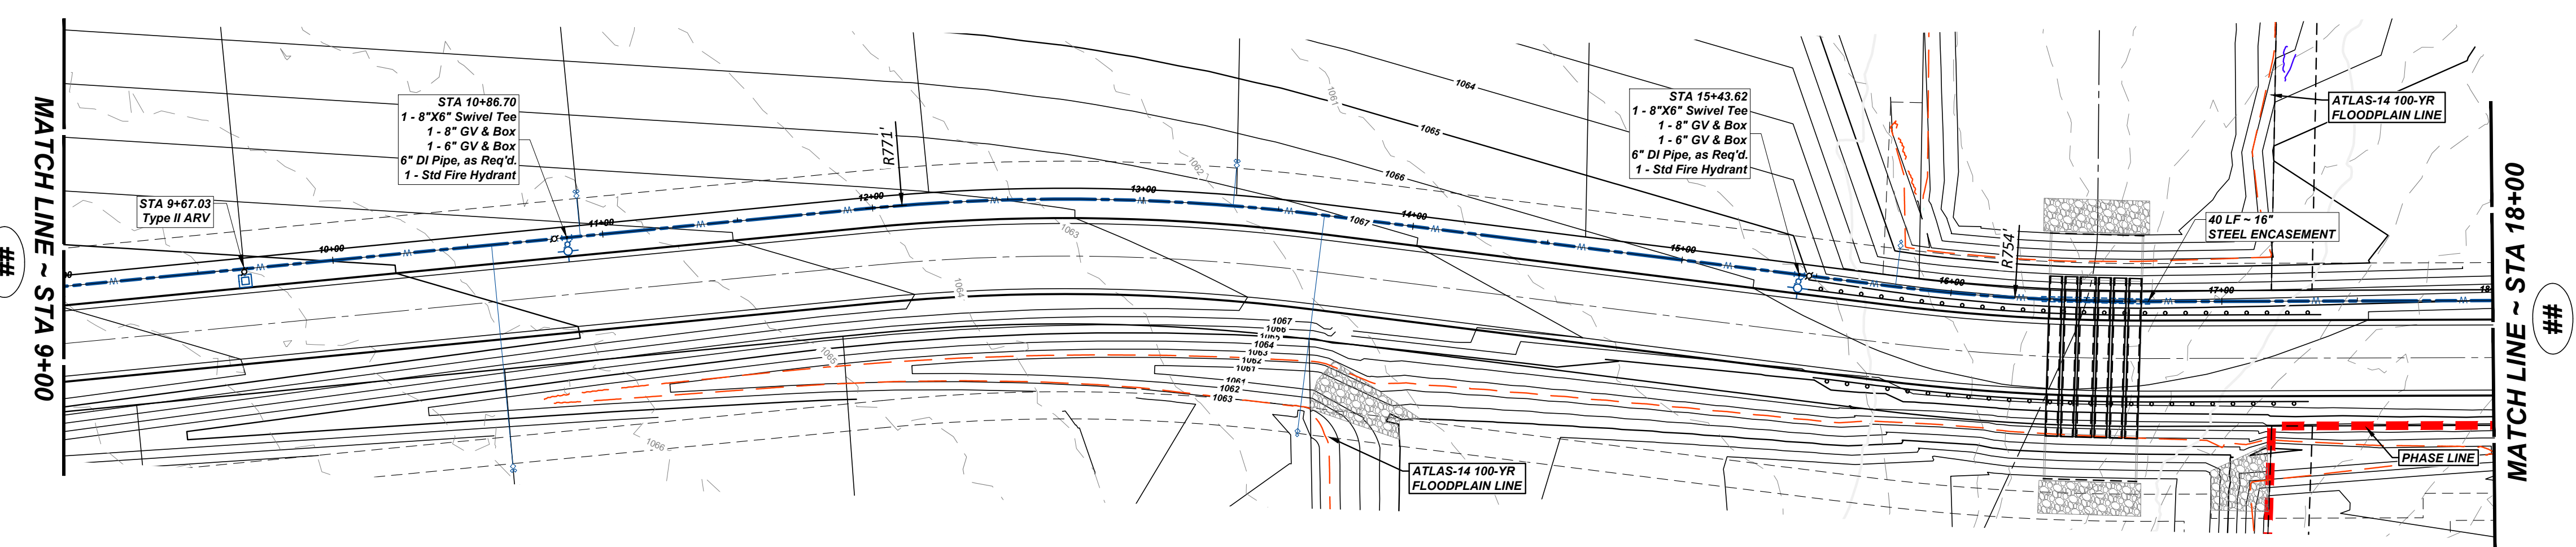 MATCH LINE ~ STA 9+00
##
STA 9+67.03
Type II ARV
STA 10+86.70
1 - 8"X6" Swivel Tee
1 - 8" GV & Box
1 - 6" GV & Box
6" DI Pipe, as Req'd.
1 - Std Fire Hydrant
R771'
10+00
11+00
12+00
13+00
14+00
15+00
16+00
17+00
18
1061
1062
1063
1064
1065
1066
1064
1065
1066
1067
1067
1066
1065
1064
1063
1062
1061
1061
1062
1063
STA 15+43.62
1 - 8"X6" Swivel Tee
1 - 8" GV & Box
1 - 6" GV & Box
6" DI Pipe, as Req'd.
1 - Std Fire Hydrant
R754'
ATLAS-14 100-YR
FLOODPLAIN LINE
40 LF ~ 16"
STEEL ENCASEMENT
ATLAS-14 100-YR
FLOODPLAIN LINE
PHASE LINE
MATCH LINE ~ STA 18+00
##